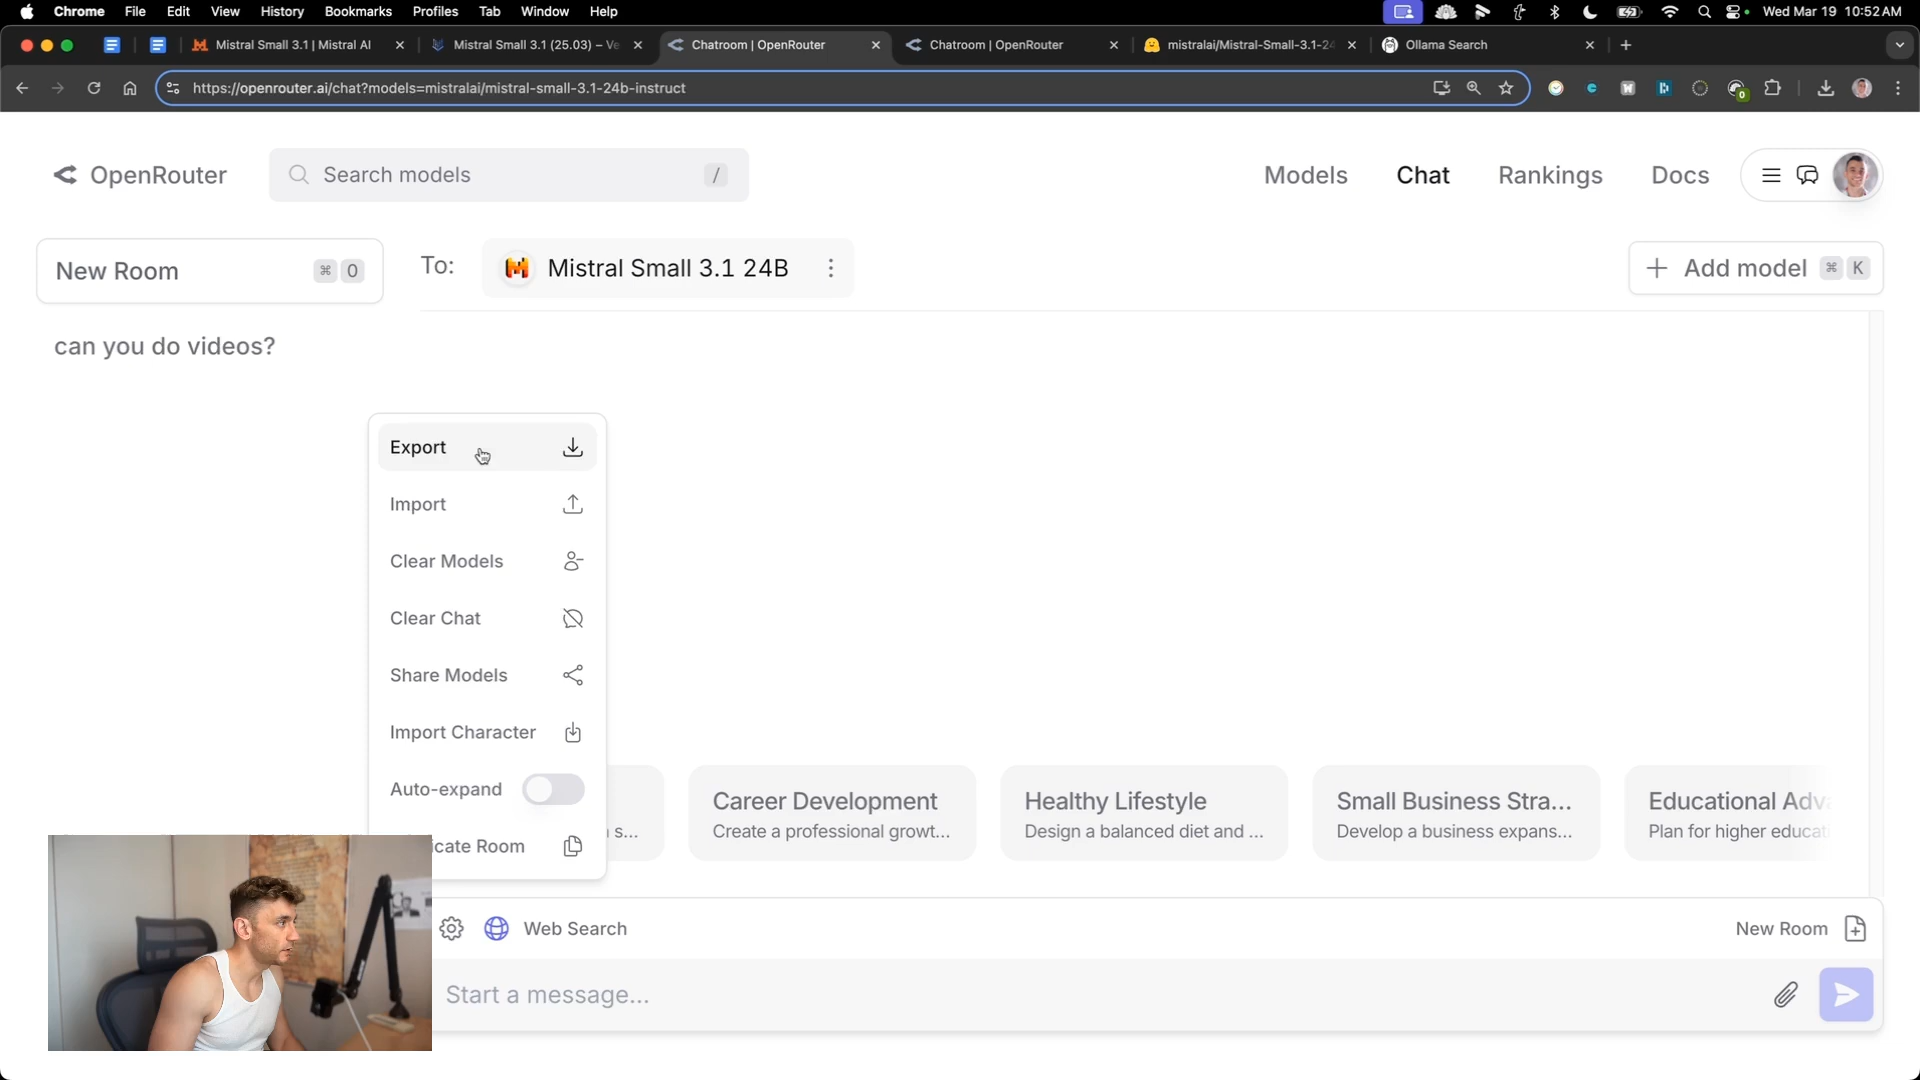 Chrome File Edit View History Bookmarks Profiles Tab Window Help Wed Mar 19 10:52 AM
Mistral Small 3.1 | Mistral AI Mistral Small 3.1 (25.03) – Ve Chatroom | OpenRouter Chatroom | OpenRouter mistralai/Mistral-Small-3.1-24 Ollama Search
https://openrouter.ai/chat?models=mistralai/mistral-small-3.1-24b-instruct
0
OpenRouter Search models / Models Chat Rankings Docs
New Room ⌘ O To: Mistral Small 3.1 24B + Add model ⌘ K
can you do videos?
Export
Import
Clear Models
Clear Chat
Share Models
Import Character
Auto-expand
icate Room
s...
Career Development
Create a professional growt...
Healthy Lifestyle
Design a balanced diet and ...
Small Business Stra...
Develop a business expans...
Educational Adva
Plan for higher educati
Web Search New Room
Start a message...